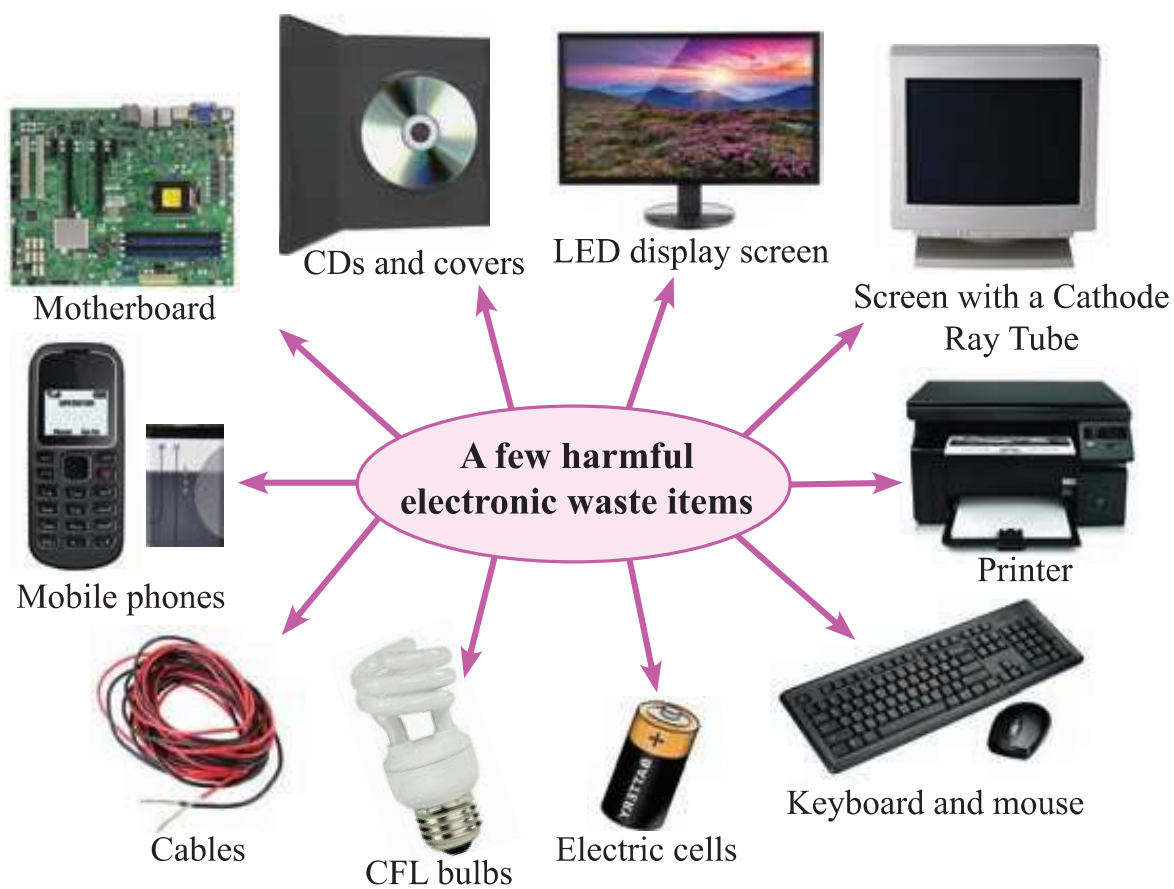 CDs and covers
LED display screen
Motherboard
Screen with a Cathode
Ray Tube
A few harmful
electronic waste items
Mobile phones
Printer
BATTERY
Keyboard and mouse
Cables
CFL bulbs
Electric cells